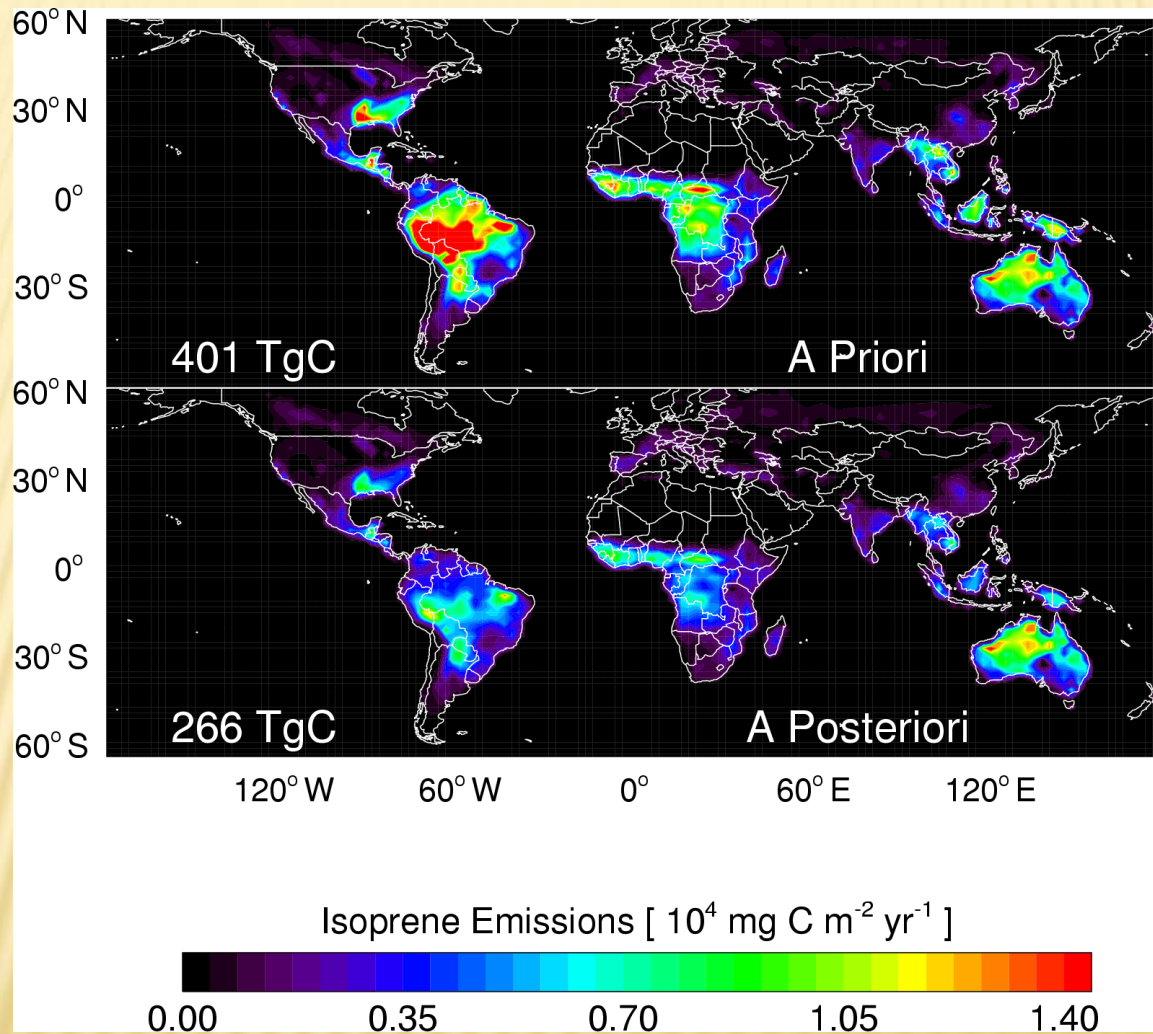 60° N
30° N
0°
30° S
401 TgC
A Priori
60° N
30° N
0°
30° S
266 TgC
A Posteriori
60° S
120° W 60° W 0° 60° E 120° E
Isoprene Emissions [ 10⁴ mg C m⁻² yr⁻¹ ]
0.00 0.35 0.70 1.05 1.40